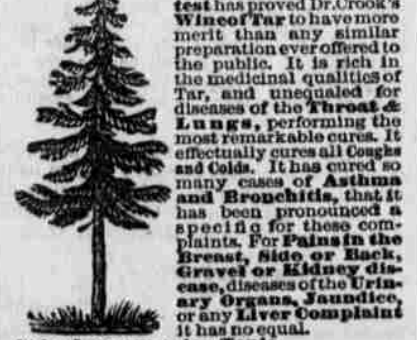 test has proved Dr. Crook's
Wine of Tar to have more
merit than any similar
preparation ever offered to
the public. It is rich in
the medicinal qualities of
Tar, and unequaled for
diseases of the Throat &
Lungs, performing the
most remarkable cures. It
effectually cures all Coughs
and Colds. It has cured so
many cases of Asthma
and Bronchitis, that it
has been pronounced a
specific for these com-
plaints. For Pains in the
Breast, Side or Back,
Gravel or Kidney dis-
ease, diseases of the Urin-
ary Organs, Jaundice,
or any Liver Complaint
it has no equal.